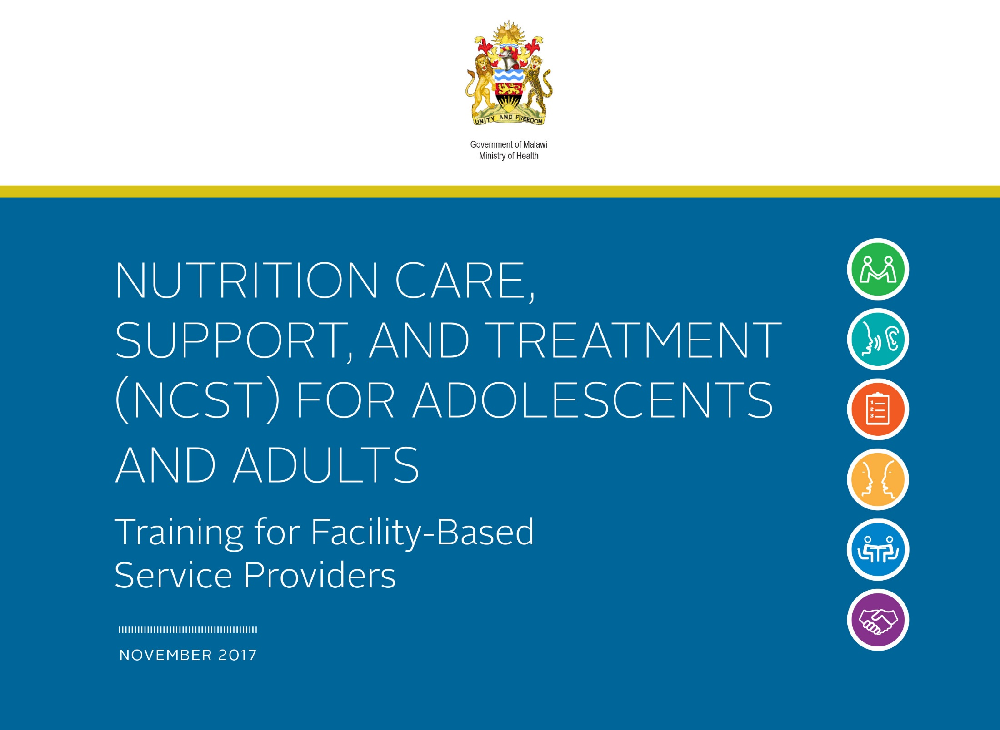 UNITY AND FREEDOM
Government of Malawi
Ministry of Health
NUTRITION CARE,
SUPPORT, AND TREATMENT
(NCST) FOR ADOLESCENTS
AND ADULTS
Training for Facility-Based
Service Providers
NOVEMBER 2017
1
2
3